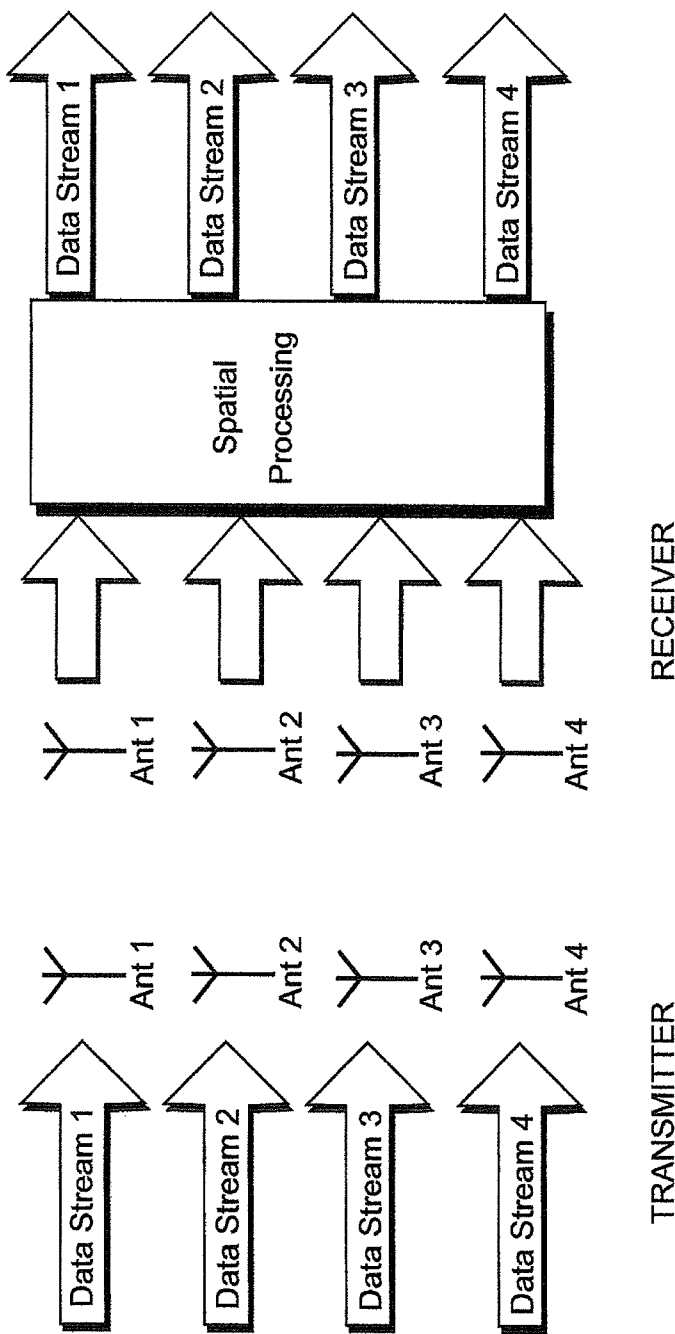 Data Stream 1
Data Stream 2
Data Stream 3
Data Stream 4
Ant 1
Ant 2
Ant 3
Ant 4
TRANSMITTER
Ant 1
Ant 2
Ant 3
Ant 4
Spatial
Processing
Data Stream 1
Data Stream 2
Data Stream 3
Data Stream 4
RECEIVER